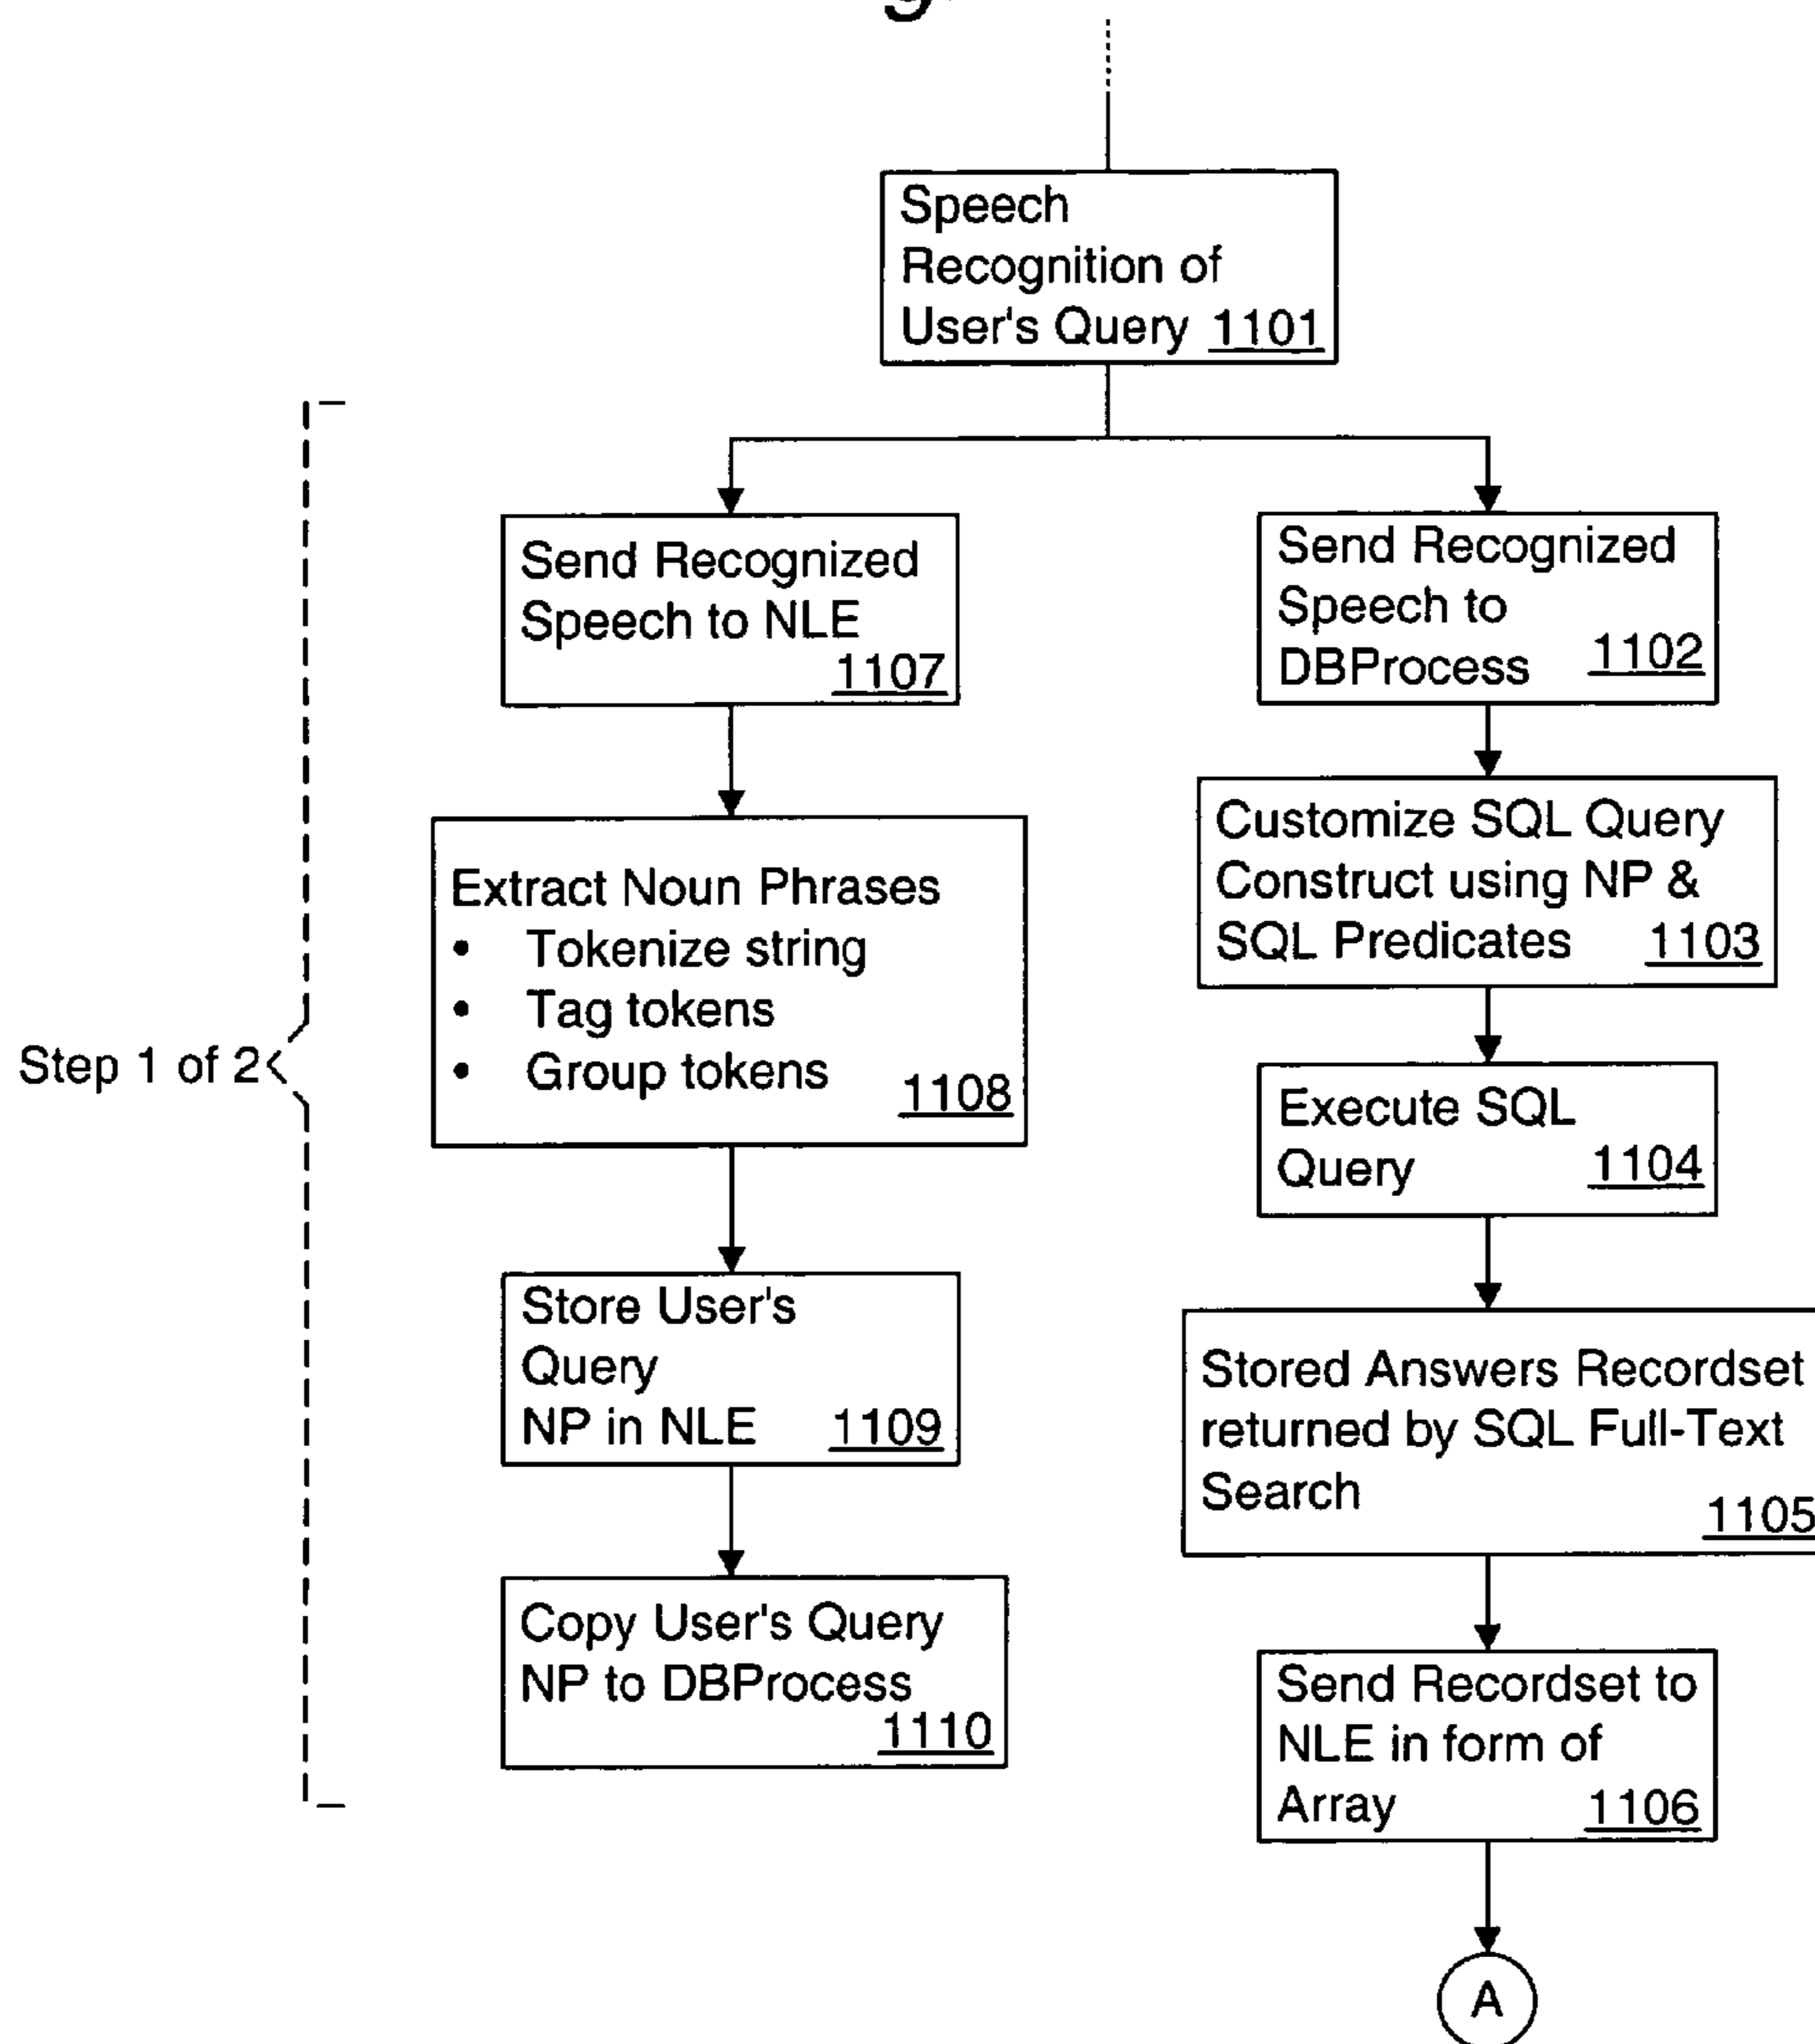 Speech
Recognition of
User's Query 1101
Send Recognized
Speech to NLE
1107
Send Recognized
Speech to
DBProcess 1102
Customize SQL Query
Construct using NP &
SQL Predicates 1103
Extract Noun Phrases
• Tokenize string
• Tag tokens
• Group tokens
1108
Step 1 of 2
Execute SQL
Query 1104
Store User's
Query
NP in NLE 1109
Stored Answers Recordset
returned by SQL Full-Text
Search
1105
Copy User's Query
NP to DBProcess
1110
Send Recordset to
NLE in form of
Array 1106
A